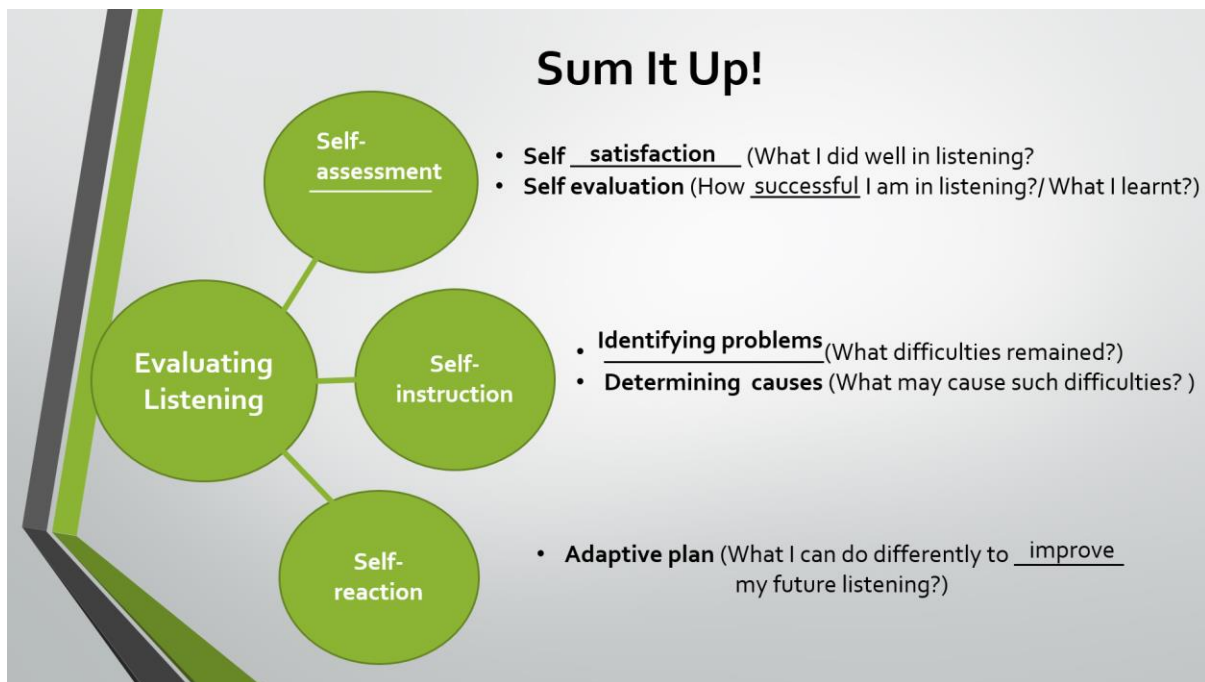 Sum It Up!
Self-
assessment
• Self satisfaction (What I did well in listening?
• Self evaluation (How successful I am in listening?/ What I learnt?)
Evaluating
Listening
Self-
instruction
• Identifying problems (What difficulties remained?)
• Determining causes (What may cause such difficulties? )
Self-
reaction
• Adaptive plan (What I can do differently to improve
my future listening?)